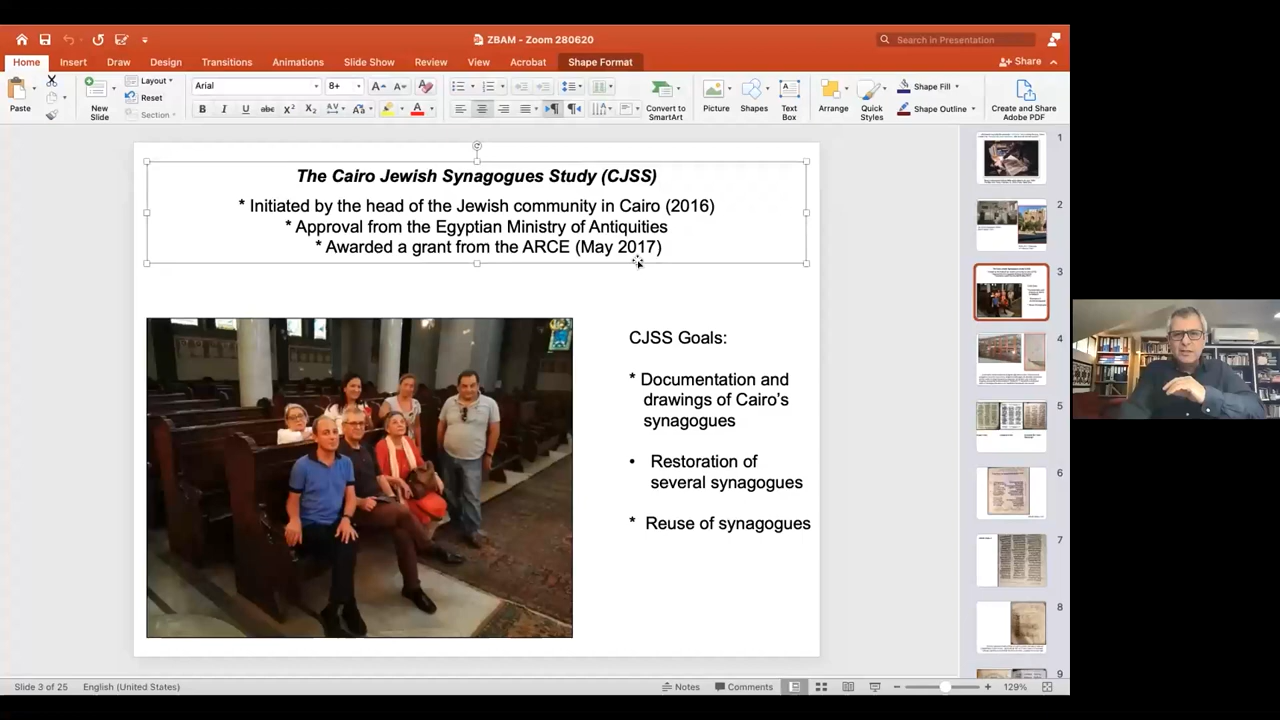 ZBAM - Zoom 280620
Search in Presentation
Home Insert Draw Design Transitions Animations Slide Show Review View Acrobat Shape Format
Share
Paste
New Slide
Layout
Reset
Section
Arial 8+
Convert to SmartArt
Picture
Shapes
Text Box
Arrange
Quick Styles
Shape Fill
Shape Outline
Create and Share Adobe PDF
The Cairo Jewish Synagogues Study (CJSS)
* Initiated by the head of the Jewish community in Cairo (2016)
* Approval from the Egyptian Ministry of Antiquities
* Awarded a grant from the ARCE (May 2017)
CJSS Goals:
* Documentation and
drawings of Cairo’s
synagogues
• Restoration of
several synagogues
* Reuse of synagogues
1
2
3
4
5
6
7
8
9
Slide 3 of 25 English (United States)
Notes Comments 129%